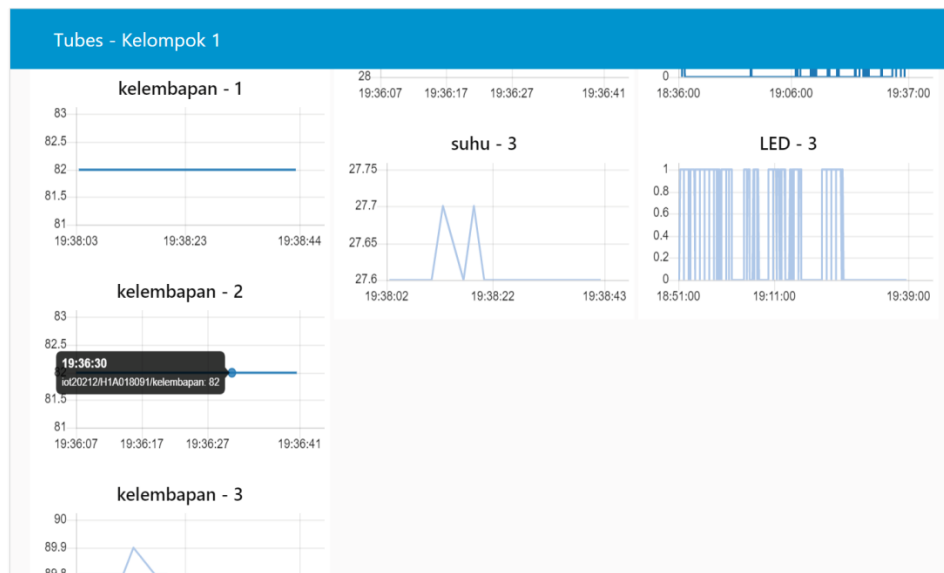 Tubes - Kelompok 1
kelembapan - 1
83
82.5
82
81.5
81
19:38:03 19:38:23 19:38:44
kelembapan - 2
83
82.5
82
81.5
81
19:36:30
iot20212/H1A018091/kelembapan: 82
19:36:07 19:36:17 19:36:27 19:36:41
kelembapan - 3
90
89.9
89.8
28
19:36:07 19:36:17 19:36:27 19:36:41
suhu - 3
27.75
27.7
27.65
27.6
19:38:02 19:38:22 19:38:43
0
18:36:00 19:06:00 19:37:00
LED - 3
1
0.8
0.6
0.4
0.2
0
18:51:00 19:11:00 19:39:00